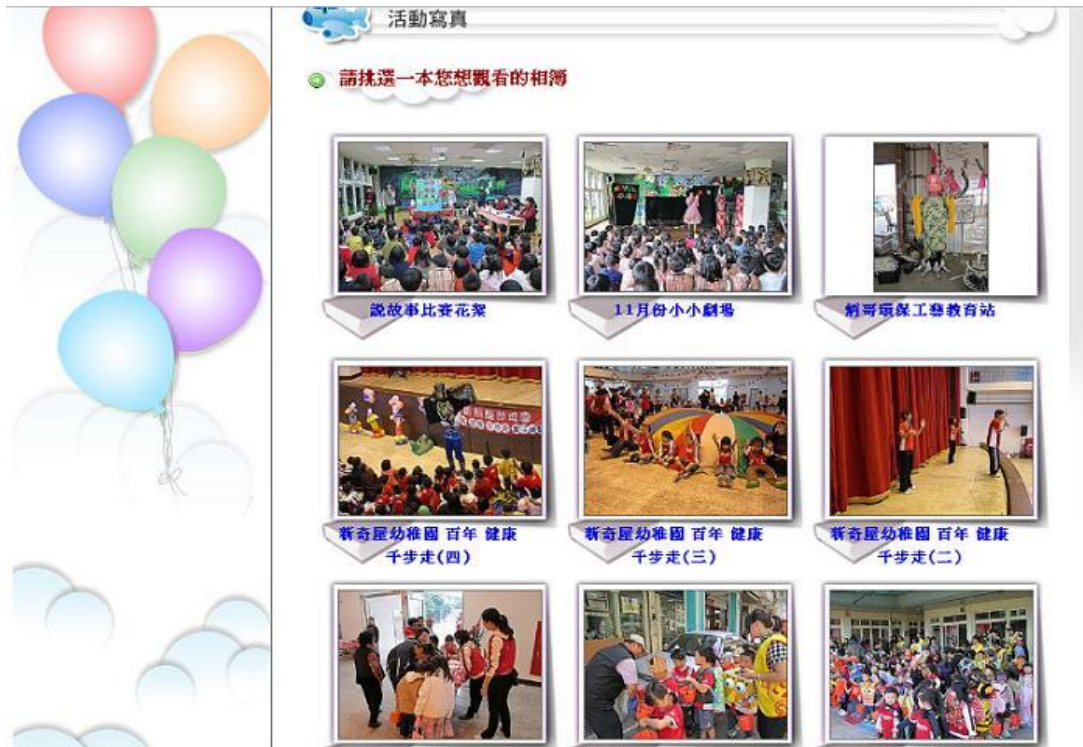 活動寫真
請挑選一本您想觀看的相簿
說故事比賽花絮
11月份小小劇場
炳哥環保工藝教育站
新奇屋幼稚園 百年 健康
千步走(四)
新奇屋幼稚園 百年 健康
千步走(三)
新奇屋幼稚園 百年 健康
千步走(二)